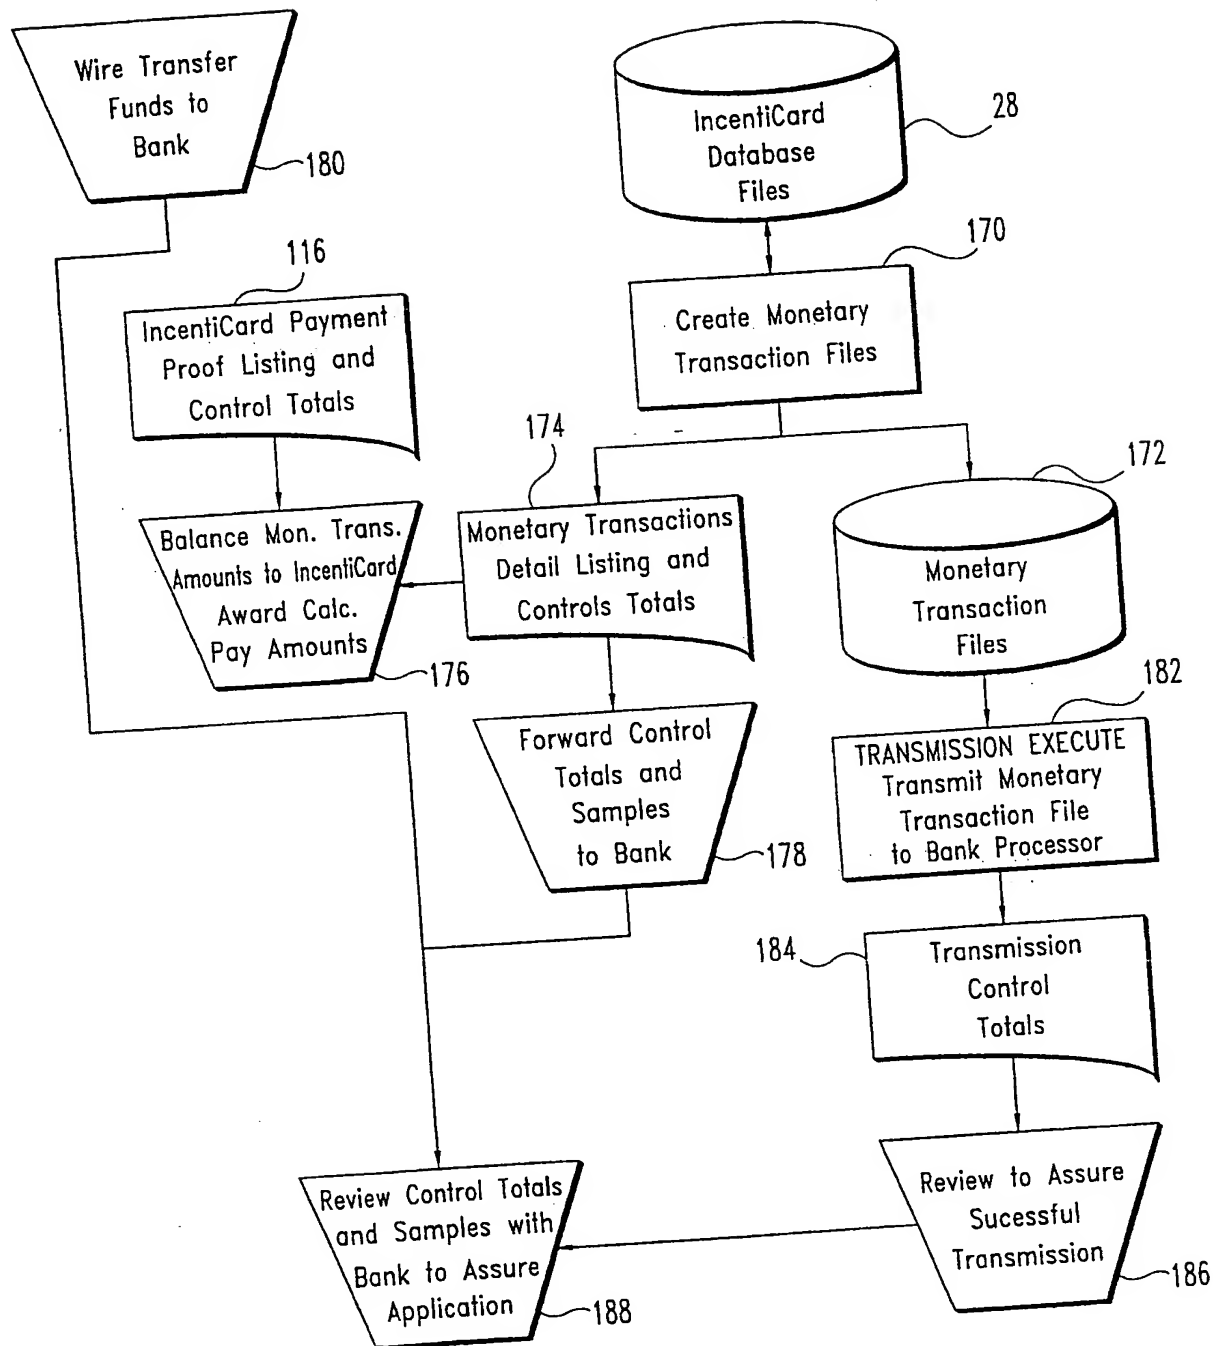 Wire Transfer
Funds to
Bank
180
IncentiCard
Database
Files
28
170
Create Monetary
Transaction Files
116
IncentiCard Payment
Proof Listing and
Control Totals
174
Monetary Transactions
Detail Listing and
Controls Totals
172
Monetary
Transaction
Files
Balance Mon. Trans.
Amounts to IncentiCard
Award Calc.
Pay Amounts
176
Forward Control
Totals and
Samples
to Bank
178
182
TRANSMISSION EXECUTE
Transmit Monetary
Transaction File
to Bank Processor
184
Transmission
Control
Totals
Review Control Totals
and Samples with
Bank to Assure
Application
188
Review to Assure
Sucessful
Transmission
186